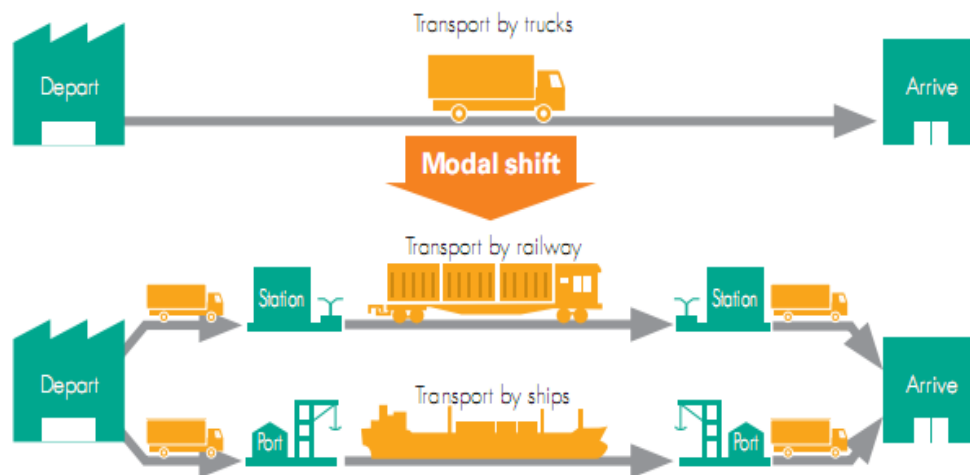 Transport by trucks
Depart
Arrive
Modal shift
Transport by railway
Station
Station
Depart
Arrive
Transport by ships
Port
Port